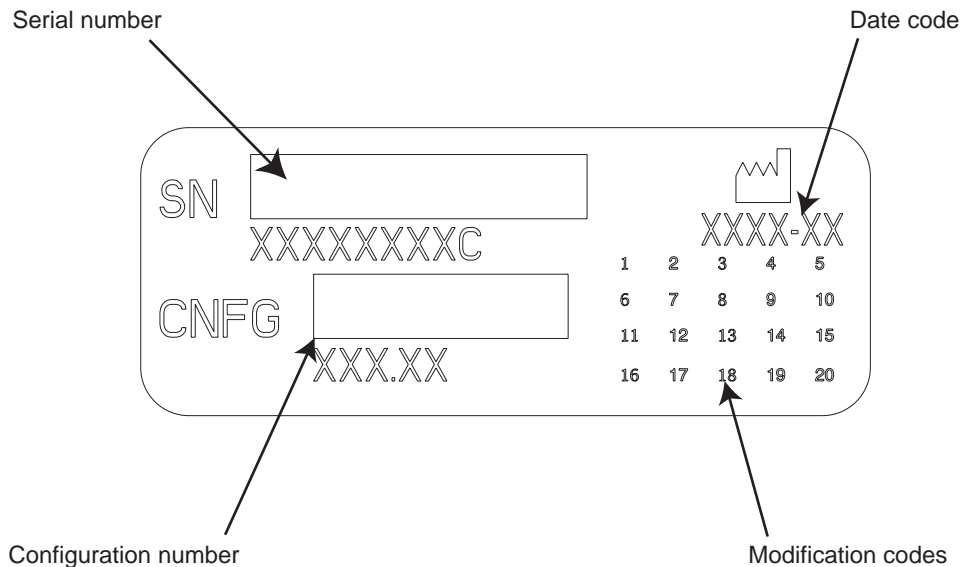 Serial number
Date code
SN
XXXXXXXXC
XXXX-XX
1 2 3 4 5
6 7 8 9 10
CNFG
11 12 13 14 15
XXX.XX
16 17 18 19 20
Configuration number
Modification codes